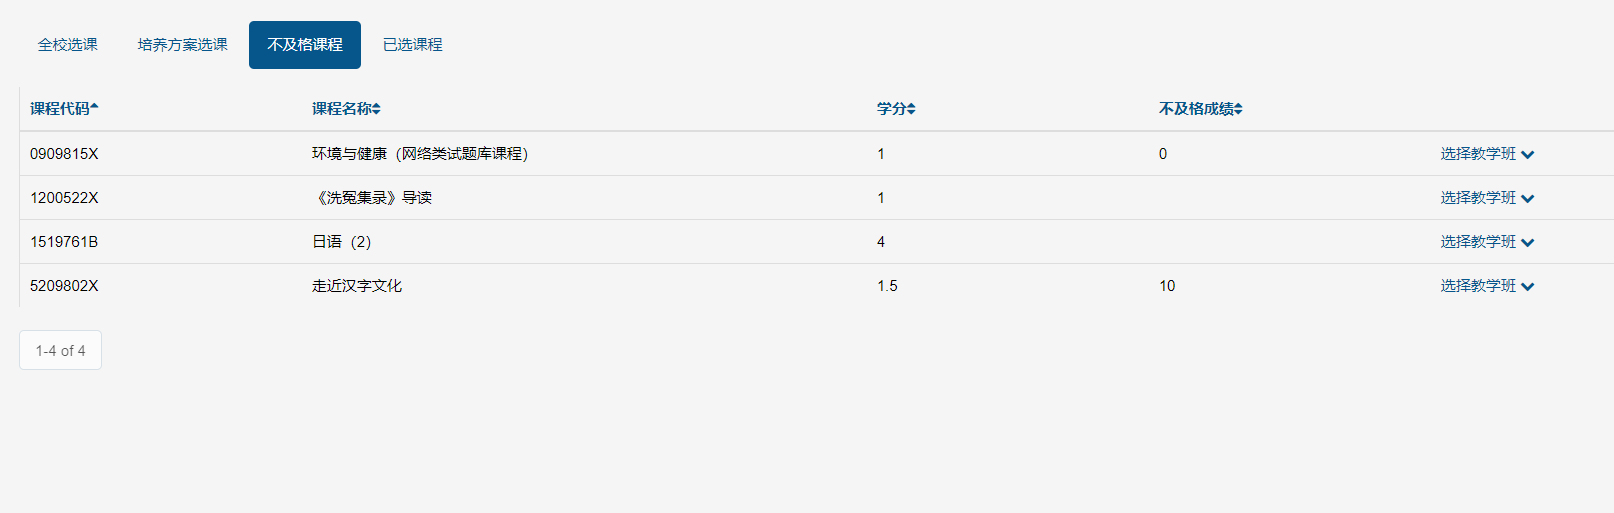 全校选课 培养方案选课 不及格课程 已选课程
课程代码 课程名称 学分 不及格成绩
0909815X 环境与健康（网络类试题库课程） 1 0 选择教学班
1200522X 《洗冤集录》导读 1 选择教学班
1519761B 日语（2） 4 选择教学班
5209802X 走近汉字文化 1.5 10 选择教学班
1-4 of 4